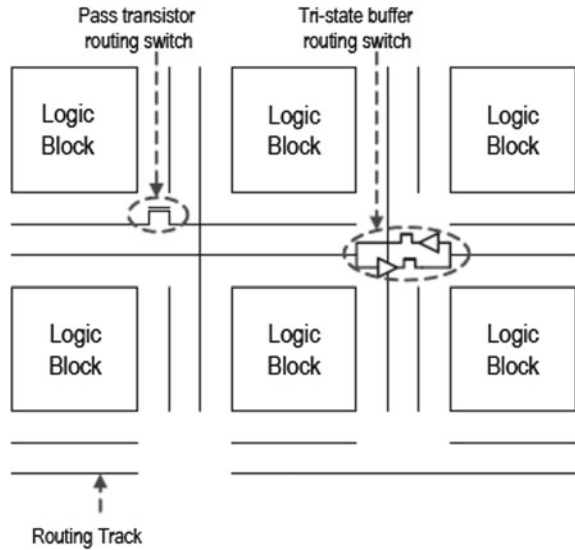 Pass transistor
routing switch
Tri-state buffer
routing switch
Logic
Block
Logic
Block
Logic
Block
Logic
Block
Logic
Block
Logic
Block
Routing Track